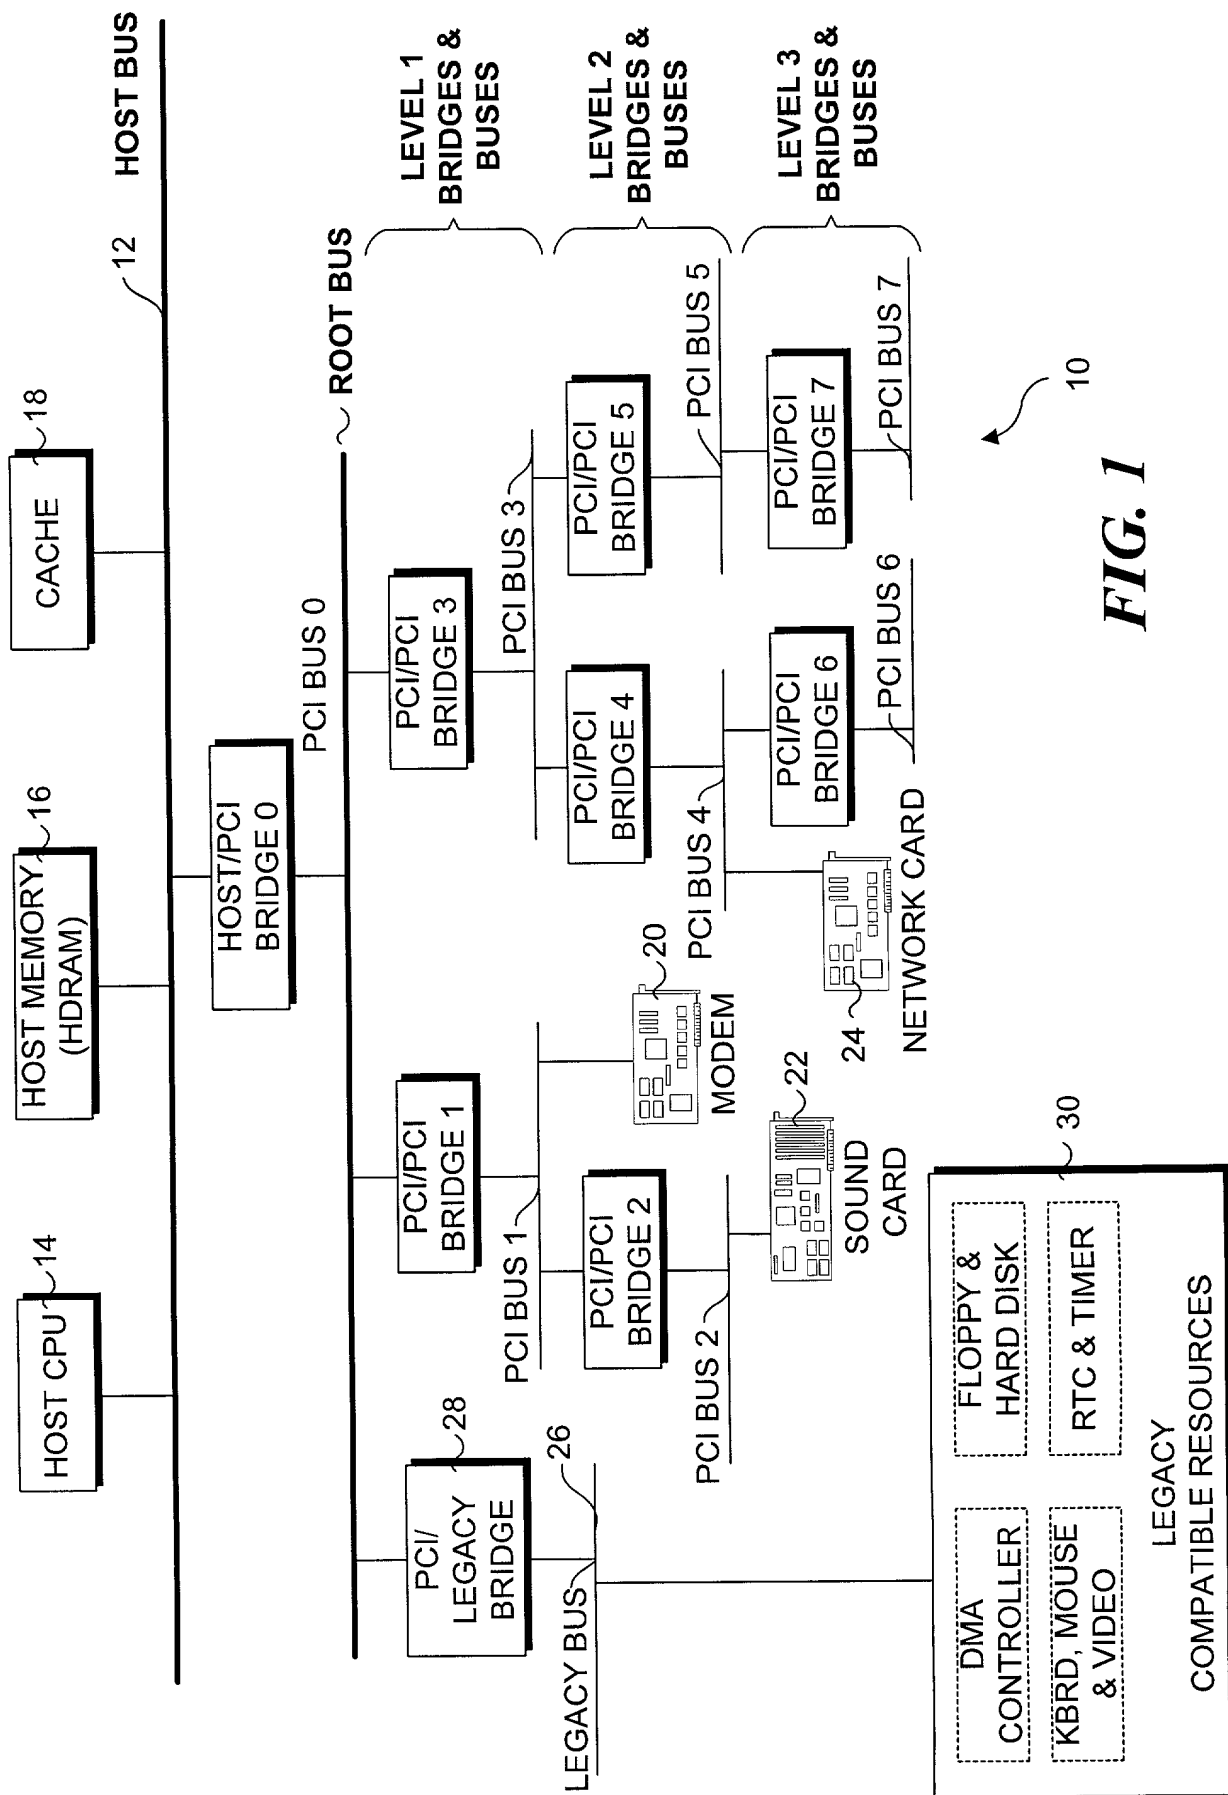 HOST CPU
14
HOST MEMORY
(HDRAM)
16
CACHE
18
12
HOST BUS
HOST/PCI
BRIDGE 0
PCI BUS 0
ROOT BUS
PCI/
LEGACY
BRIDGE
28
PCI/PCI
BRIDGE 1
PCI/PCI
BRIDGE 3
LEVEL 1
BRIDGES &
BUSES
LEGACY BUS
26
PCI BUS 1
PCI BUS 3
PCI/PCI
BRIDGE 2
MODEM
20
PCI/PCI
BRIDGE 4
PCI/PCI
BRIDGE 5
LEVEL 2
BRIDGES &
BUSES
PCI BUS 2
PCI BUS 4
PCI BUS 5
SOUND
CARD
22
24
NETWORK CARD
PCI/PCI
BRIDGE 6
PCI/PCI
BRIDGE 7
LEVEL 3
BRIDGES &
BUSES
PCI BUS 6
PCI BUS 7
DMA
CONTROLLER
FLOPPY &
HARD DISK
30
KBRD, MOUSE
& VIDEO
RTC & TIMER
LEGACY
COMPATIBLE RESOURCES
10
FIG. 1